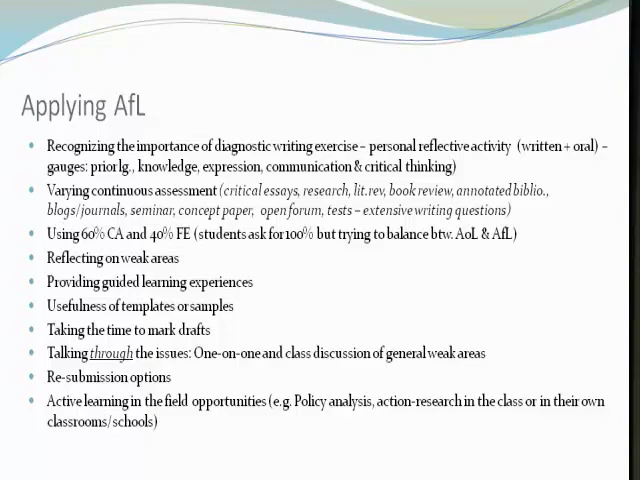 Applying AfL
Recognizing the importance of diagnostic writing exercise – personal reflective activity (written + oral) –
gauges: prior lg., knowledge, expression, communication & critical thinking)
Varying continuous assessment (critical essays, research, lit.rev, book review, annotated biblio.,
blogs/journals, seminar, concept paper, open forum, tests – extensive writing questions)
Using 60% CA and 40% FE (students ask for 100% but trying to balance btw. AoL & AfL)
Reflecting on weak areas
Providing guided learning experiences
Usefulness of templates or samples
Taking the time to mark drafts
Talking through the issues: One-on-one and class discussion of general weak areas
Re-submission options
Active learning in the field opportunities (e.g. Policy analysis, action-research in the class or in their own
classrooms/schools)